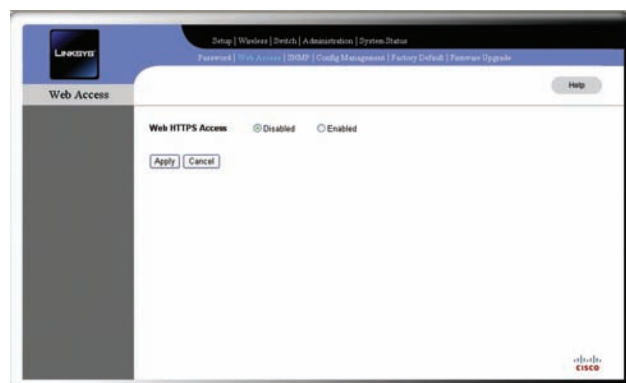 LINKSYS
Setup | Wireless | Switch | Administration | System Status
Password | Web Access | SNMP | Config Management | Factory Default | Firmware Upgrade
Web Access
Help
Web HTTPS Access Disabled Enabled
Apply Cancel
CISCO